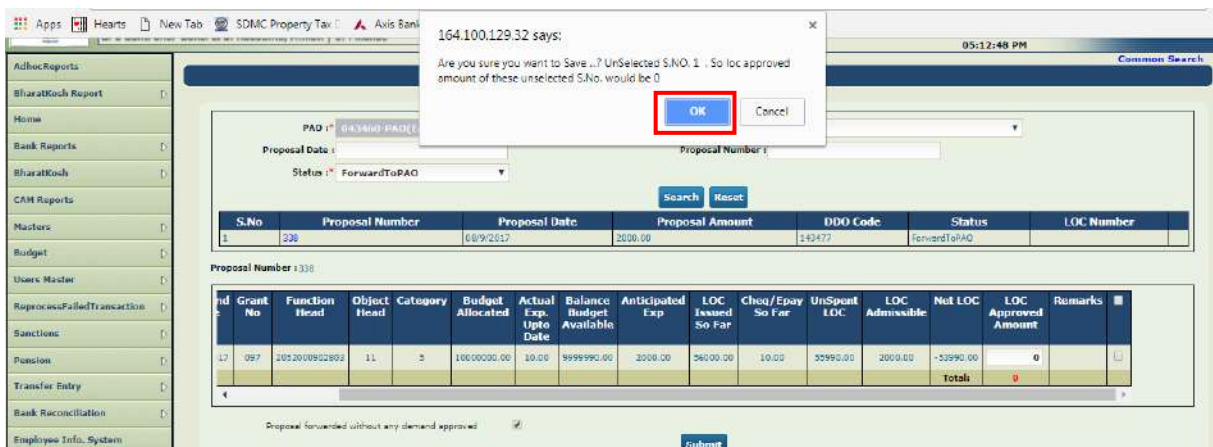 Apps Hearts New Tab SDMC Property Tax Axis Bank
164.100.129.32 says:
Are you sure you want to Save ..? UnSelected S.NO. 1 . So loc approved
amount of these unselected S.No. would be 0
OK Cancel
05:12:48 PM
Common Search
AdhocReports
BharatKosh Report
Home
Bank Reports
BharatKosh
CAM Reports
Masters
Budget
Users Master
ReprocessFailedTransaction
Sanctions
Pension
Transfer Entry
Bank Reconciliation
Employee Info. System
PAO :*
Proposal Date : Proposal Number :
Status :* ForwardToPAO
Search Reset
S.No Proposal Number Proposal Date Proposal Amount DDO Code Status LOC Number
1 338 08/9/2017 2000.00 143477 ForwardToPAO
Proposal Number : 338
nd Grant No Function Head Object Head Category Budget Allocated Actual Exp. Upto Date Balance Budget Available Anticipated Exp LOC Issued So Far Cheq/Epay So Far UnSpent LOC LOC Admissible Net LOC LOC Approved Amount Remarks
17 097 2052000902803 11 5 10000000.00 10.00 9999990.00 2000.00 56000.00 10.00 55990.00 2000.00 -53990.00 0
Total: 0
Proposal forwarded without any demand approved
Submit